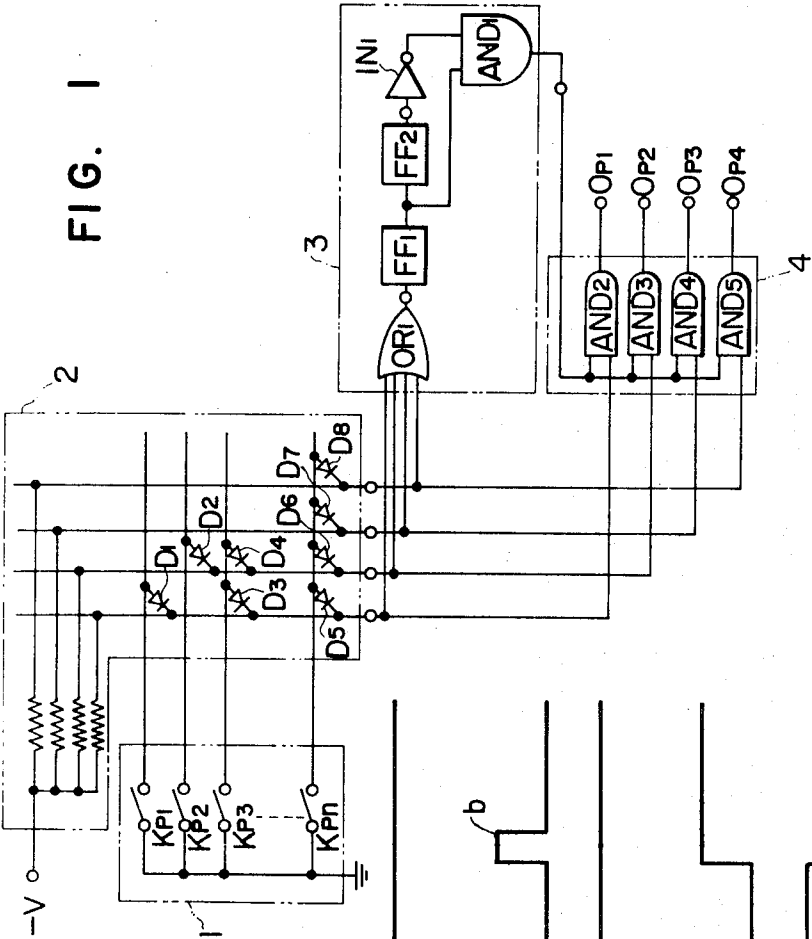 FIG. 1
2
-V
D1
D2
D3
D4
D5
D6
D7
D8
KP1
KP2
KP3
KPn
1
3
OR1
FF1
FF2
IN1
AND1
AND2
AND3
AND4
AND5
OP1
OP2
OP3
OP4
4
b